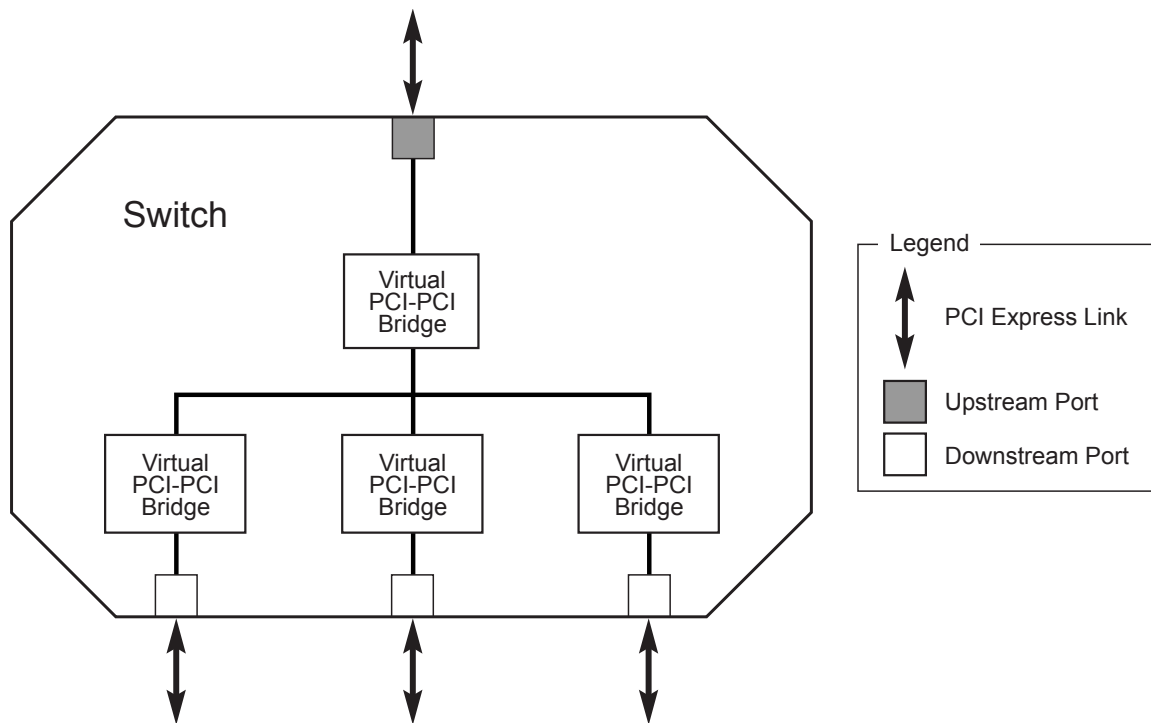 Switch
Virtual
PCI-PCI
Bridge
Virtual
PCI-PCI
Bridge
Virtual
PCI-PCI
Bridge
Virtual
PCI-PCI
Bridge
Legend
PCI Express Link
Upstream Port
Downstream Port